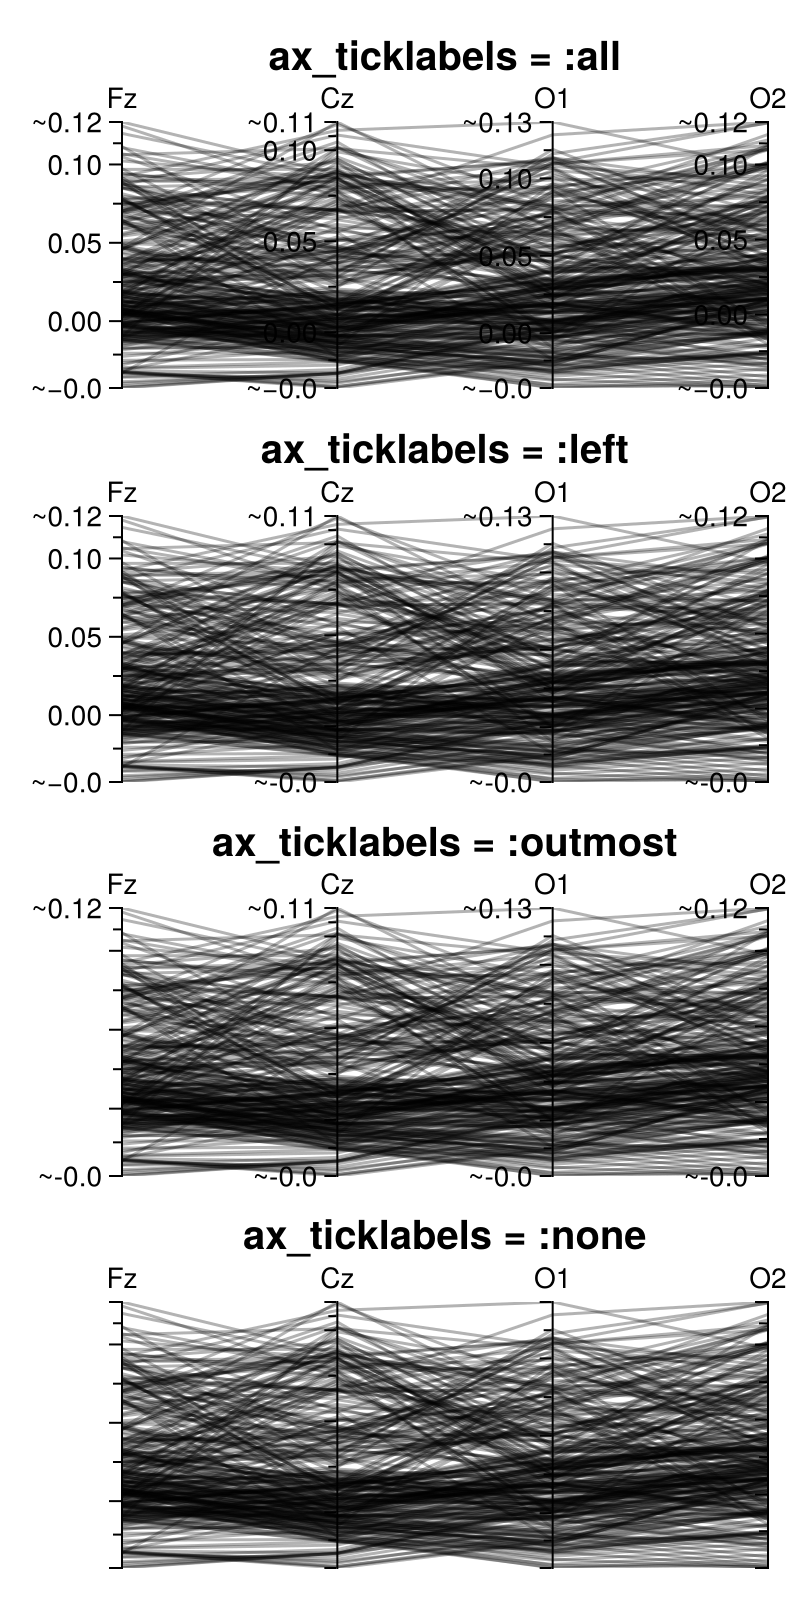 ax_ticklabels = :all
Fz Cz O1 O2
~0.12 ~0.11 ~0.13 ~0.12
0.10 0.10 0.10 0.10
0.05 0.05 0.05 0.05
0.00 0.00 0.00 0.00
~−0.0 ~−0.0 ~−0.0 ~−0.0
ax_ticklabels = :left
Fz Cz O1 O2
~0.12 ~0.11 ~0.13 ~0.12
0.10
0.05
0.00
~−0.0 ~-0.0 ~-0.0 ~-0.0
ax_ticklabels = :outmost
Fz Cz O1 O2
~0.12 ~0.11 ~0.13 ~0.12
~-0.0 ~-0.0 ~-0.0 ~-0.0
ax_ticklabels = :none
Fz Cz O1 O2